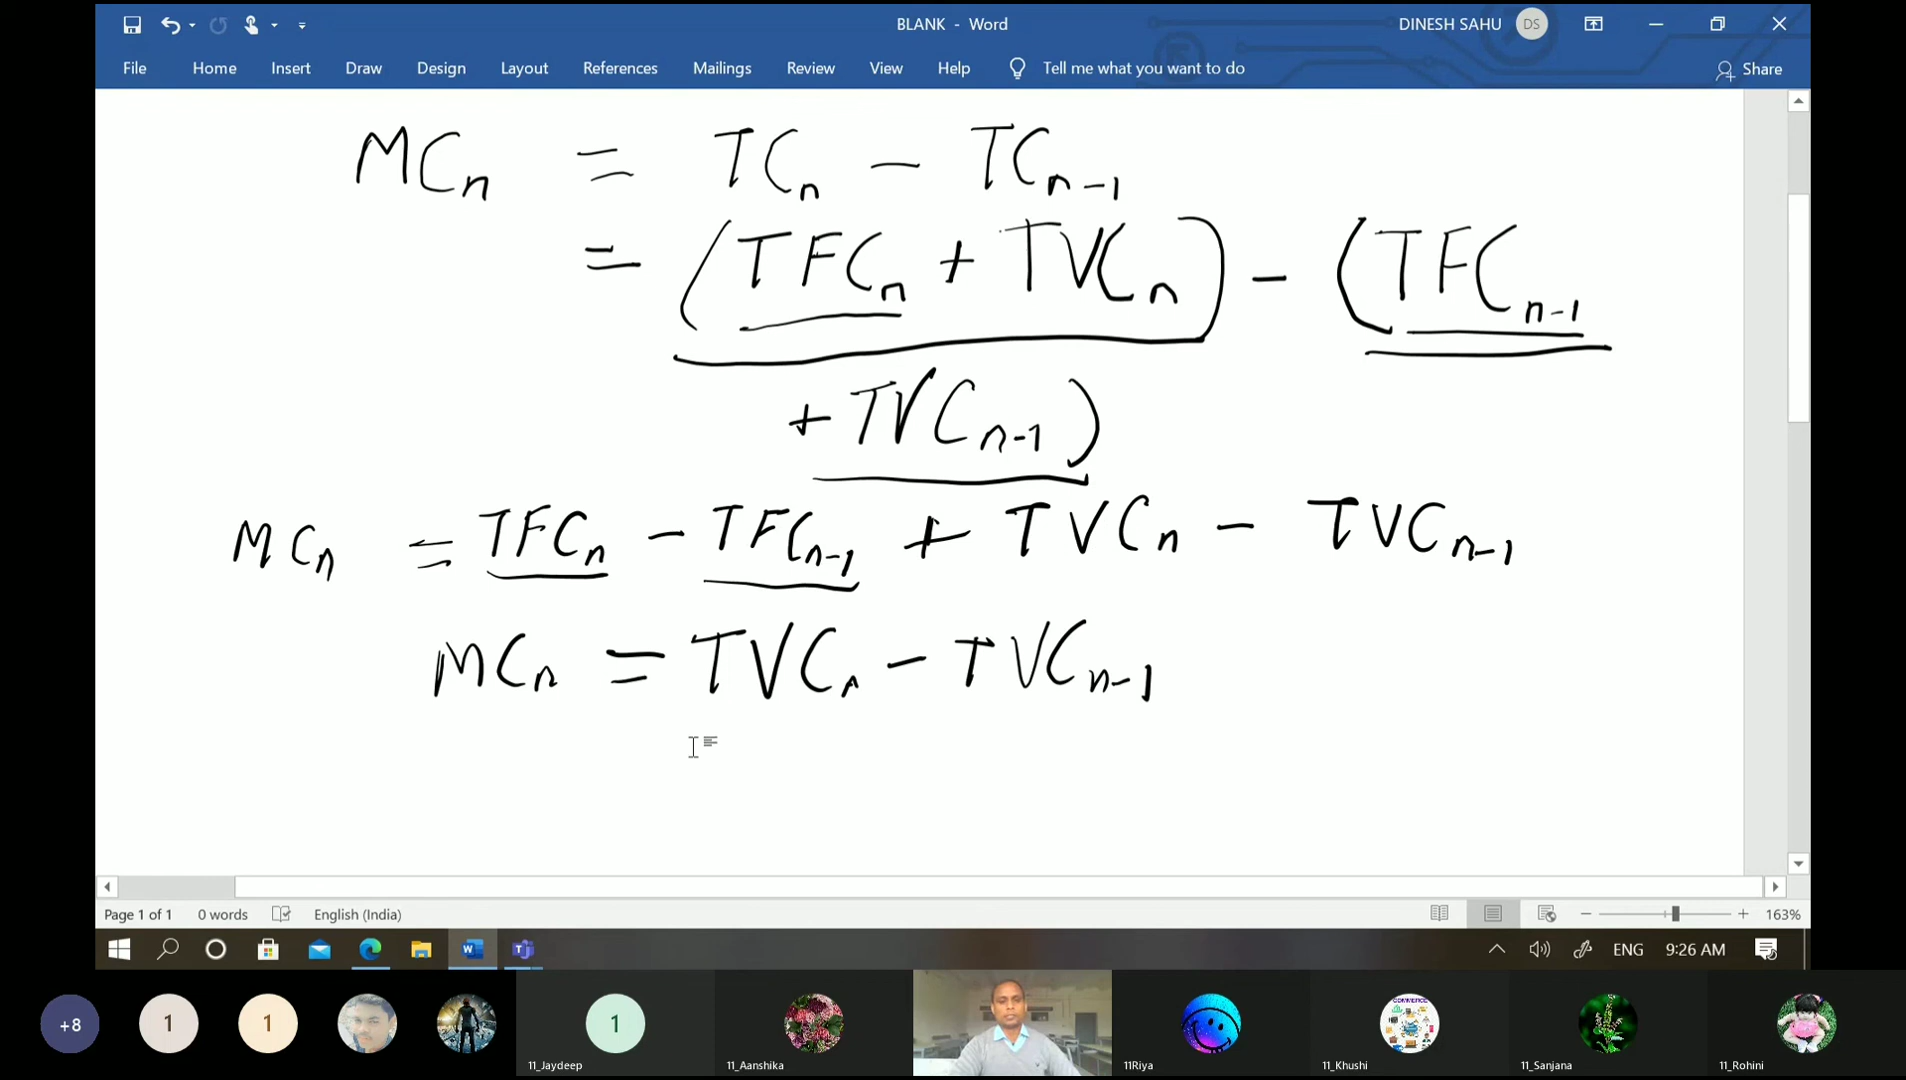 BLANK - Word
DINESH SAHU DS
File Home Insert Draw Design Layout References Mailings Review View Help Tell me what you want to do Share
MCn = TCn - TCn-1
= (TFCn + TVCn) - (TFCn-1
+ TVCn-1)
MCn = TFCn - TFCn-1 + TVCn - TVCn-1
MCn = TVCn - TVCn-1
Page 1 of 1 0 words English (India) 163%
ENG 9:26 AM
+8 1 1 1 COMMERCE
11_Jaydeep 11_Aanshika 11Riya 11_Khushi 11_Sanjana 11_Rohini